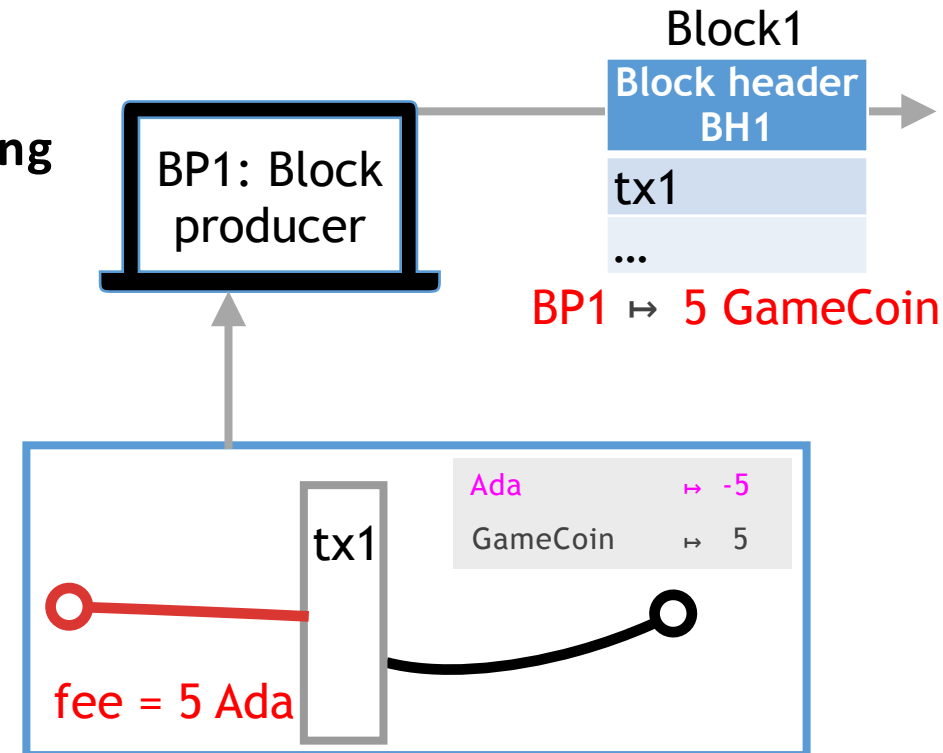 Block1
Block header
BH1
ng
BP1: Block
producer
tx1
...
BP1 ↦ 5 GameCoin
Ada ↦ -5
GameCoin ↦ 5
tx1
fee = 5 Ada